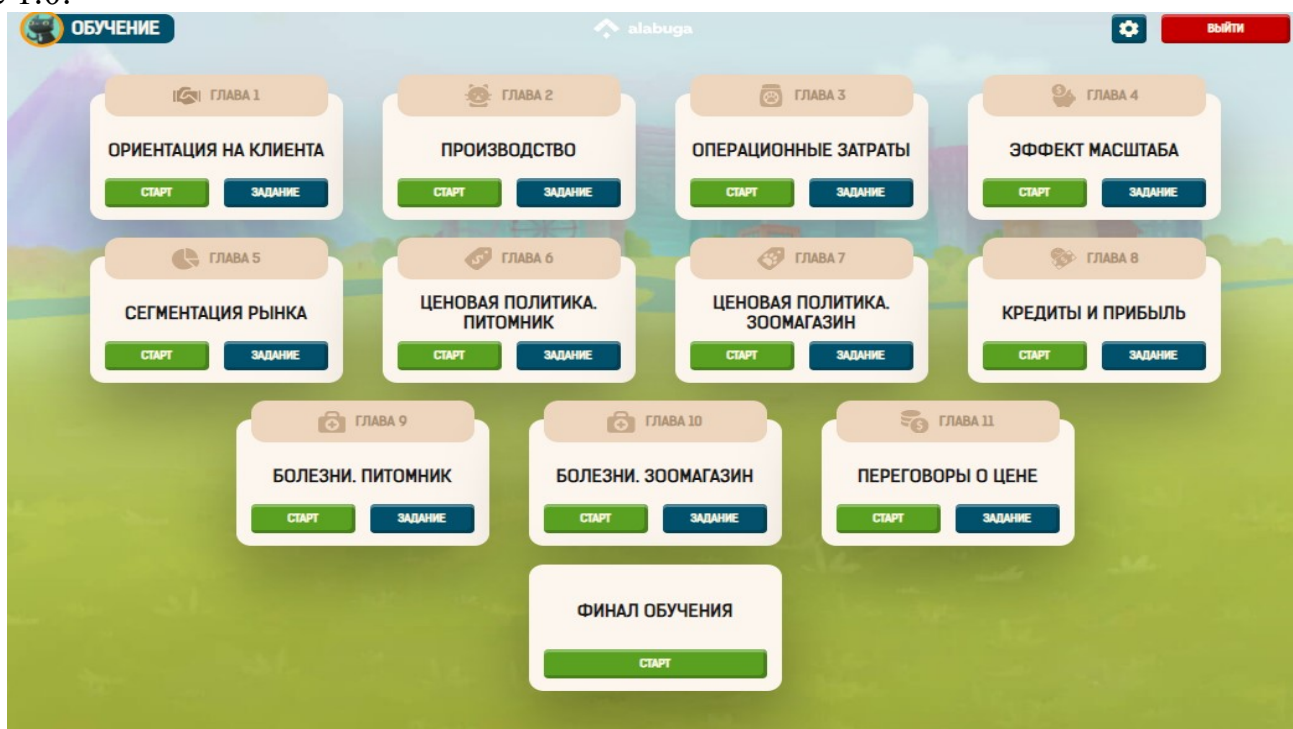 ОБУЧЕНИЕ
alabuga
ВЫЙТИ
ГЛАВА 1
ОРИЕНТАЦИЯ НА КЛИЕНТА
СТАРТ
ЗАДАНИЕ
ГЛАВА 2
ПРОИЗВОДСТВО
СТАРТ
ЗАДАНИЕ
ГЛАВА 3
ОПЕРАЦИОННЫЕ ЗАТРАТЫ
СТАРТ
ЗАДАНИЕ
ГЛАВА 4
ЭФФЕКТ МАСШТАБА
СТАРТ
ЗАДАНИЕ
ГЛАВА 5
СЕГМЕНТАЦИЯ РЫНКА
СТАРТ
ЗАДАНИЕ
ГЛАВА 6
ЦЕНОВАЯ ПОЛИТИКА.
ПИТОМНИК
СТАРТ
ЗАДАНИЕ
ГЛАВА 7
ЦЕНОВАЯ ПОЛИТИКА.
ЗООМАГАЗИН
СТАРТ
ЗАДАНИЕ
ГЛАВА 8
КРЕДИТЫ И ПРИБЫЛЬ
СТАРТ
ЗАДАНИЕ
ГЛАВА 9
БОЛЕЗНИ. ПИТОМНИК
СТАРТ
ЗАДАНИЕ
ГЛАВА 10
БОЛЕЗНИ. ЗООМАГАЗИН
СТАРТ
ЗАДАНИЕ
ГЛАВА 11
ПЕРЕГОВОРЫ О ЦЕНЕ
СТАРТ
ЗАДАНИЕ
ФИНАЛ ОБУЧЕНИЯ
СТАРТ